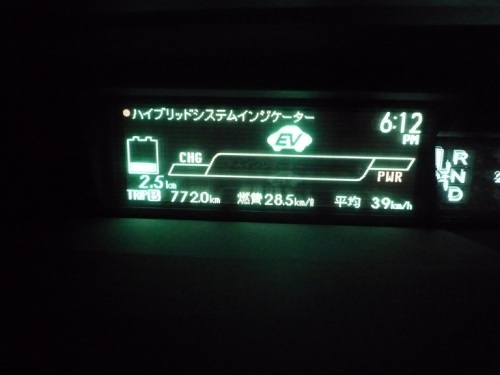 ハイブリッドシステムインジケーター
6:12
PM
EV
CHG
PWR
2.5km
TRIP B 772.0km 燃費 28.5km/ℓ 平均 39km/h
R
N
D